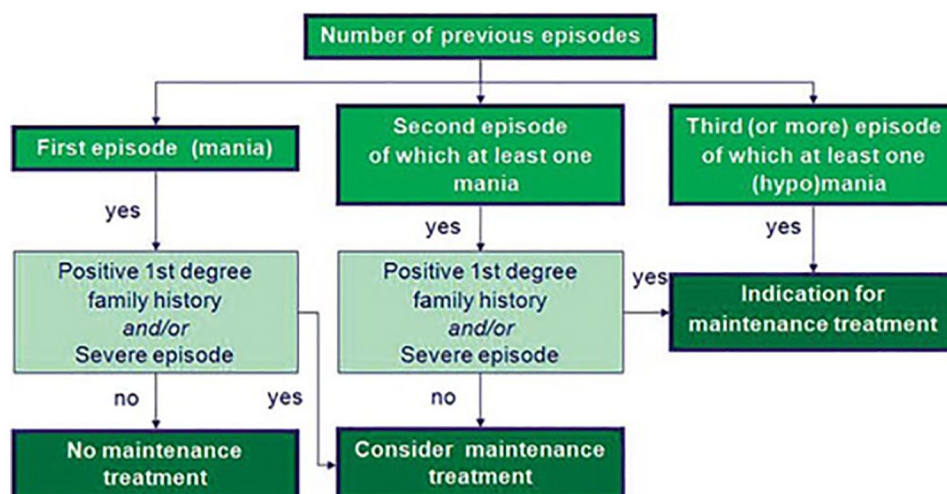 Number of previous episodes
First episode (mania)
Second episode
of which at least one
mania
Third (or more) episode
of which at least one
(hypo)mania
yes
yes
yes
Positive 1st degree
family history
and/or
Severe episode
Positive 1st degree
family history
and/or
Severe episode
yes
Indication for
maintenance treatment
no
yes
no
No maintenance
treatment
Consider maintenance
treatment